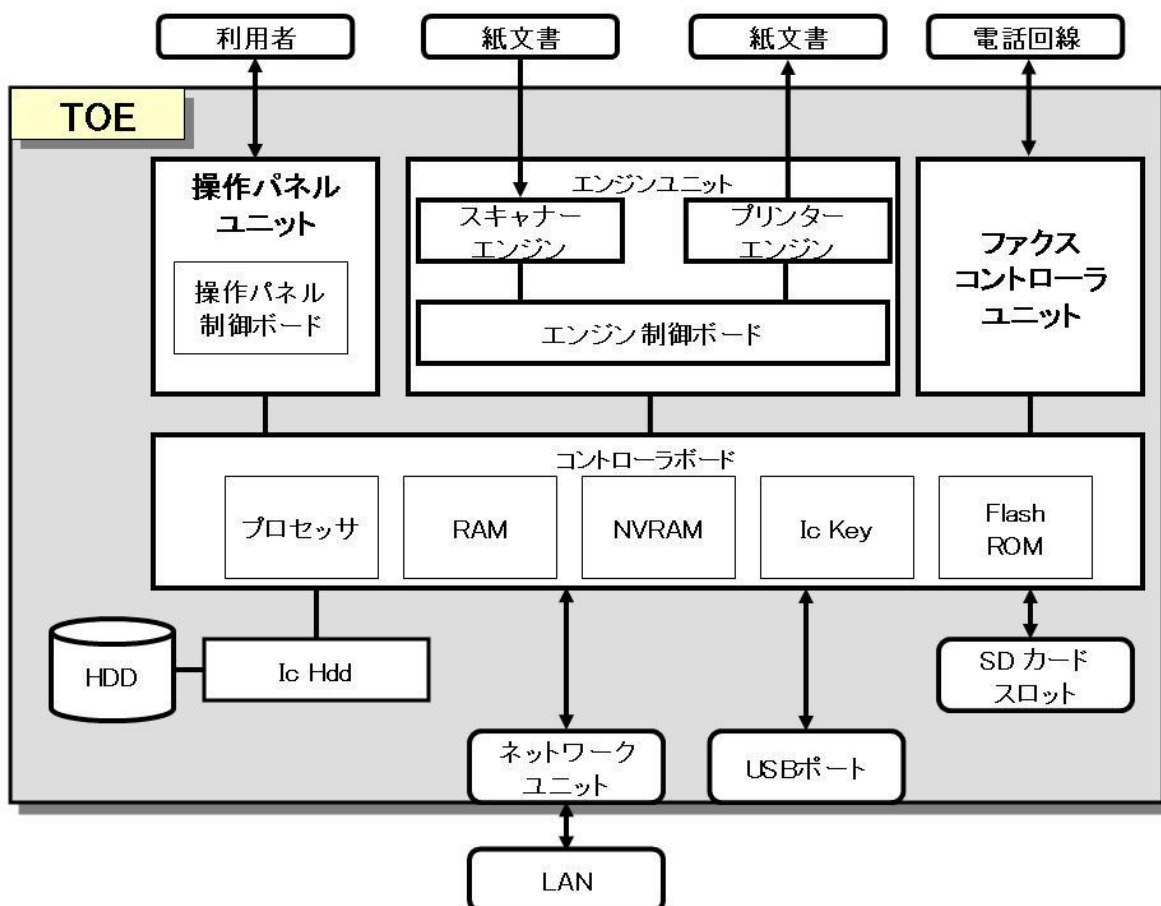 利用者
紙文書
紙文書
電話回線
TOE
操作パネル
ユニット
操作パネル
制御ボード
エンジンユニット
スキャナー
エンジン
プリンター
エンジン
エンジン制御ボード
ファクス
コントローラ
ユニット
コントローラボード
プロセッサ
RAM
NVRAM
Ic Key
Flash
ROM
HDD
Ic Hdd
SD カード
スロット
ネットワーク
ユニット
USBポート
LAN